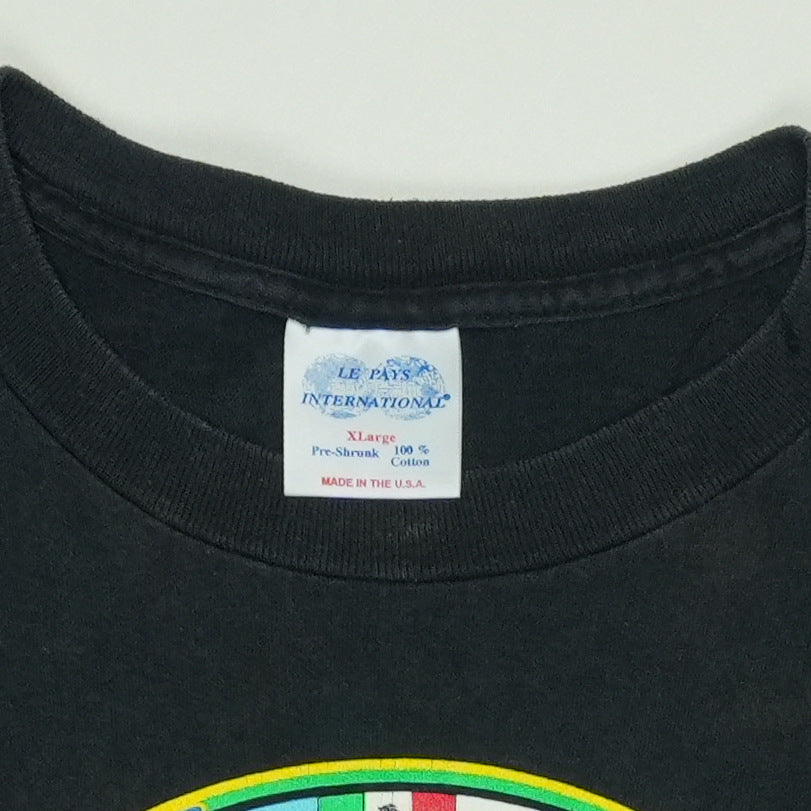 LE PAYS
INTERNATIONAL®
XLarge
Pre-Shrunk 100 %
Cotton
MADE IN THE U.S.A.